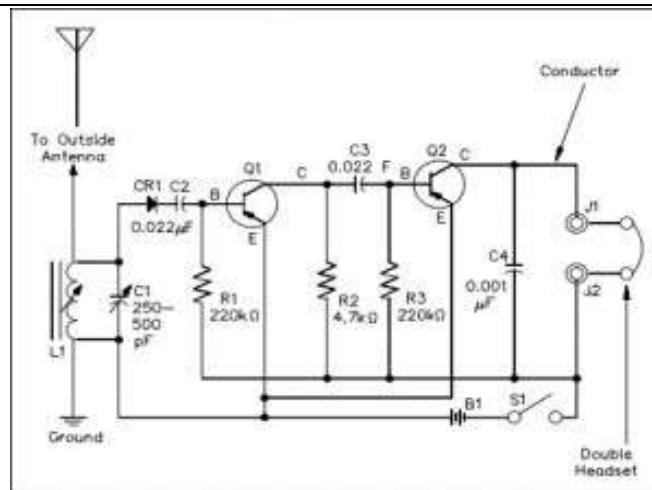 Conductor
To Outside
Antenna
Q1
C3
Q2
C
0.022
F
C
CR1
C2
B
B
0.022µF
E
E
J1
C1
250-
500
pF
L1
R1
220kΩ
R2
4.7kΩ
R3
220kΩ
C4
0.001
µF
J2
B1
S1
Ground
Double
Headset